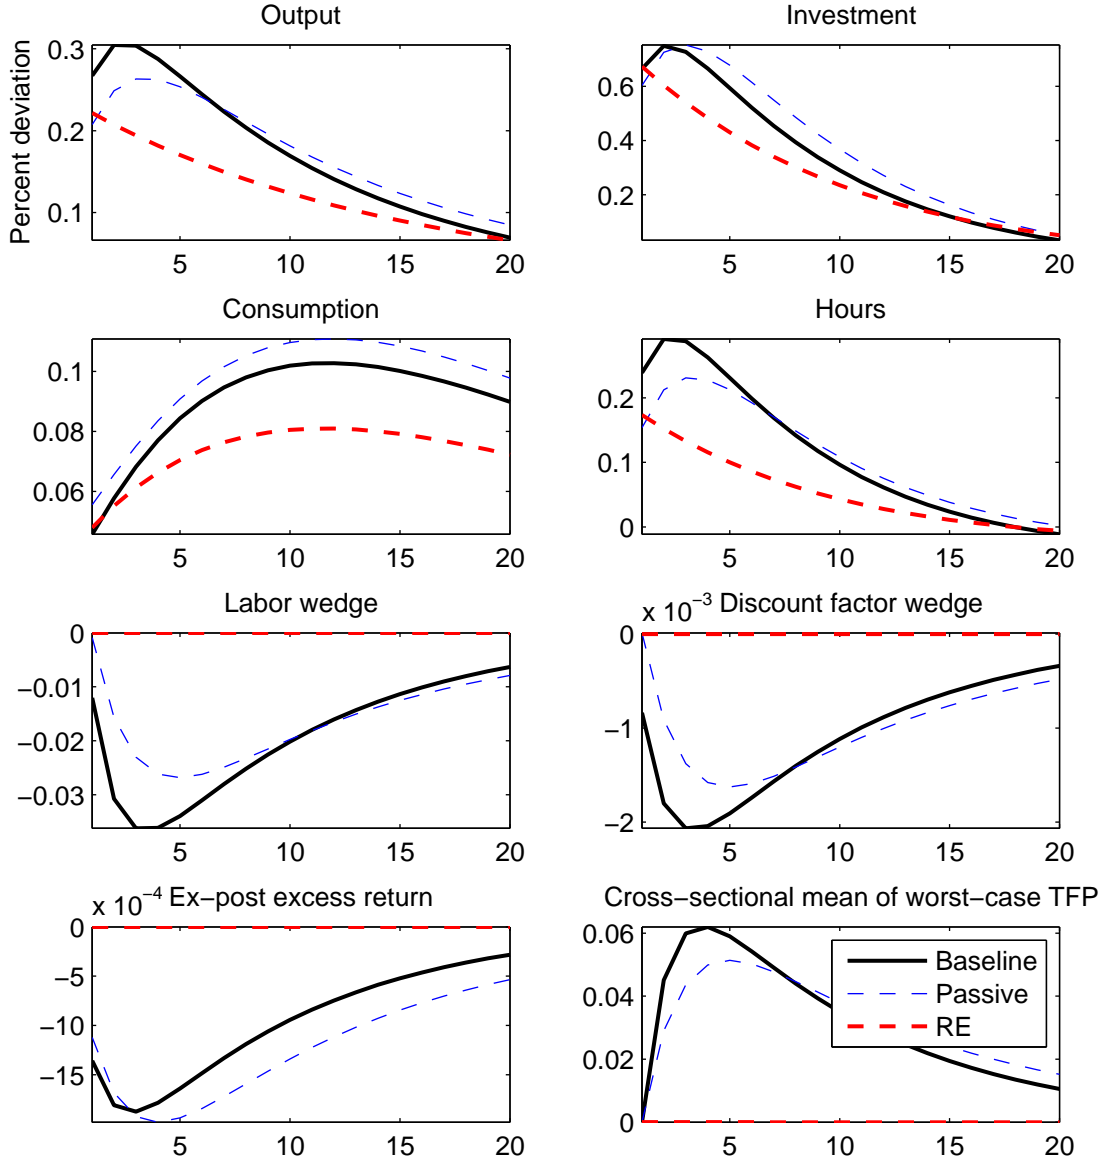 Output
Investment
Percent deviation
0.3
0.2
0.1
5 10 15 20
0.6
0.4
0.2
5 10 15 20
Consumption
Hours
0.1
0.08
0.06
5 10 15 20
0.2
0.1
0
5 10 15 20
Labor wedge
x 10−3 Discount factor wedge
0
−0.01
−0.02
−0.03
5 10 15 20
0
−1
−2
5 10 15 20
x 10−4 Ex−post excess return
Cross−sectional mean of worst−case TFP
0
−5
−10
−15
5 10 15 20
0.06
0.04
0.02
0
5 10 15 20
Baseline
Passive
RE